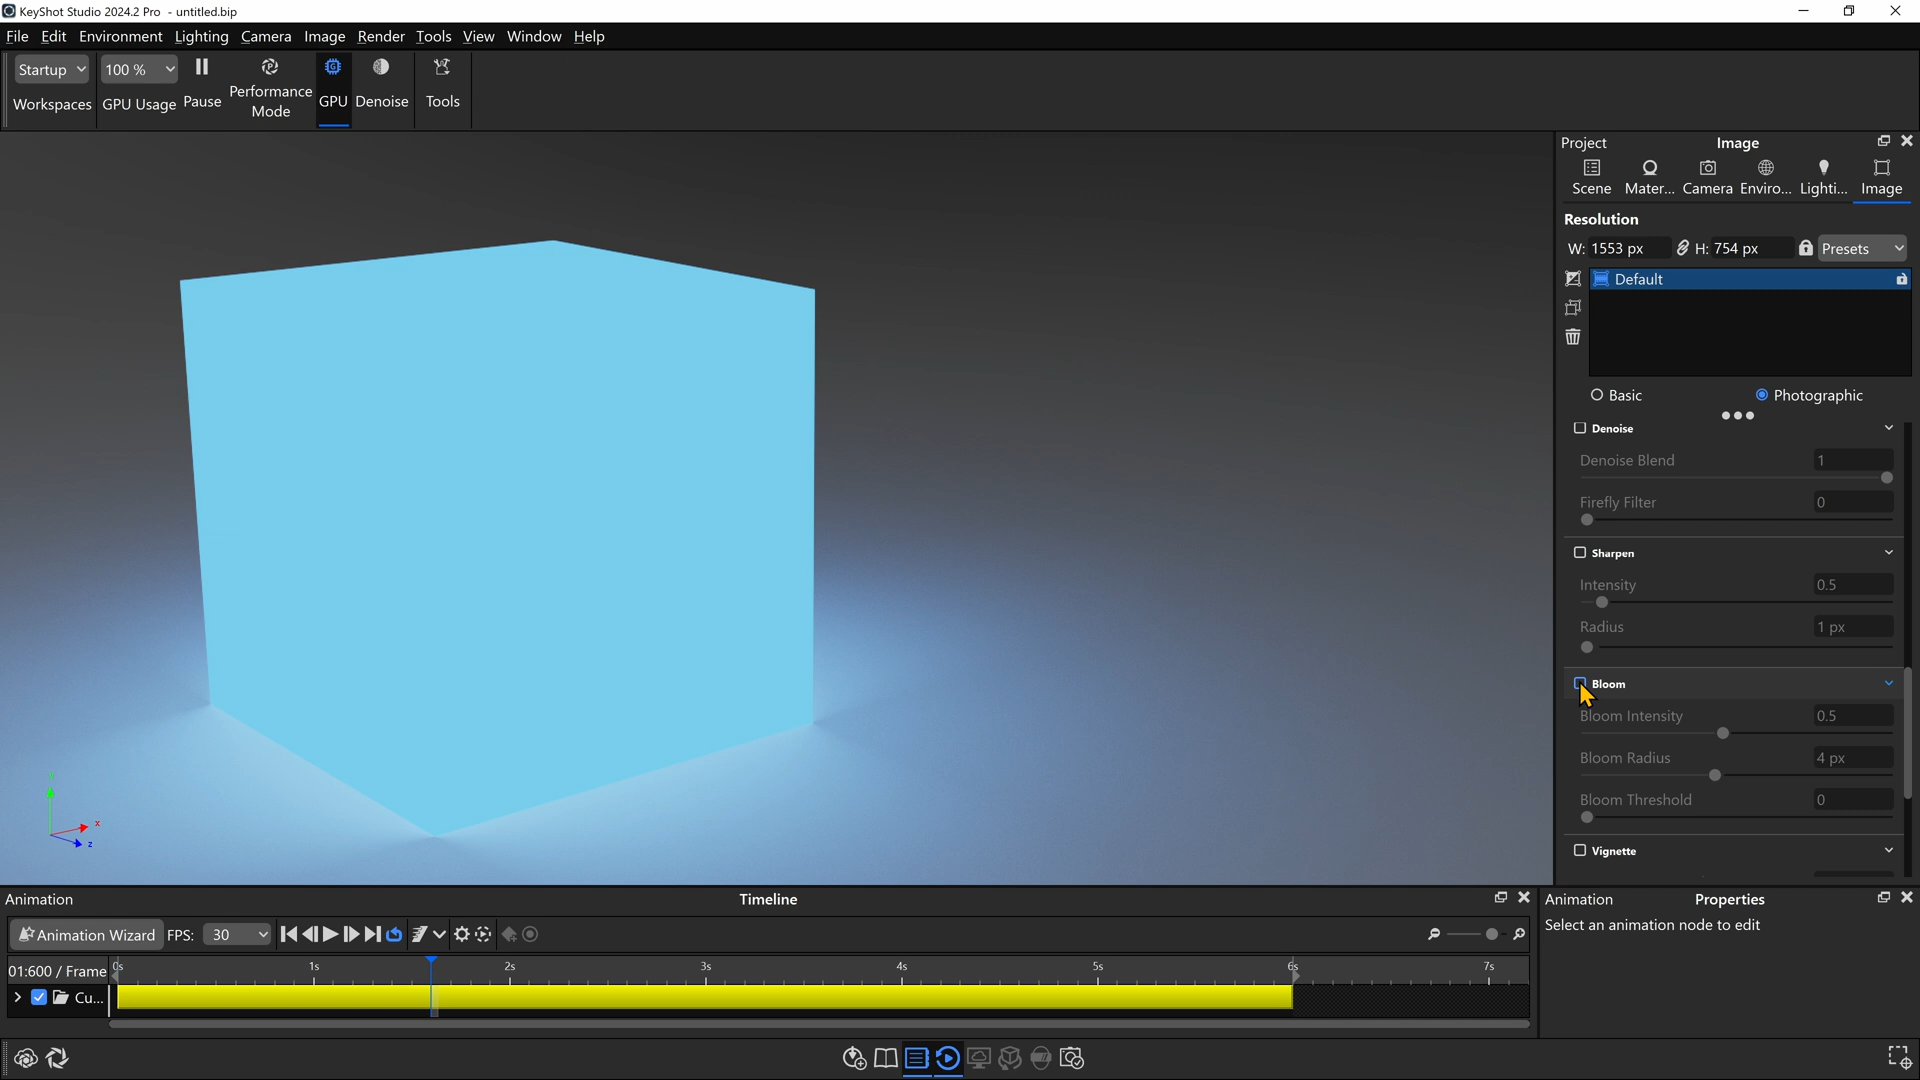 KeyShot Studio 2024.2 Pro - untitled.bip
File Edit Environment Lighting Camera Image Render Tools View Window Help
Startup 100 %
Workspaces GPU Usage Pause Performance Mode GPU Denoise Tools
Project Image
Scene Mater... Camera Enviro... Lighti... Image
Resolution
W: 1553 px H: 754 px Presets
Default
Basic Photographic
Denoise
Denoise Blend 1
Firefly Filter 0
Sharpen
Intensity 0.5
Radius 1 px
Bloom
Bloom Intensity 0.5
Bloom Radius 4 px
Bloom Threshold 0
Vignette
x
z
Animation Timeline
Animation Wizard FPS: 30
01:600 / Frame 0s 1s 2s 3s 4s 5s 6s 7s
Cu...
Animation Properties
Select an animation node to edit